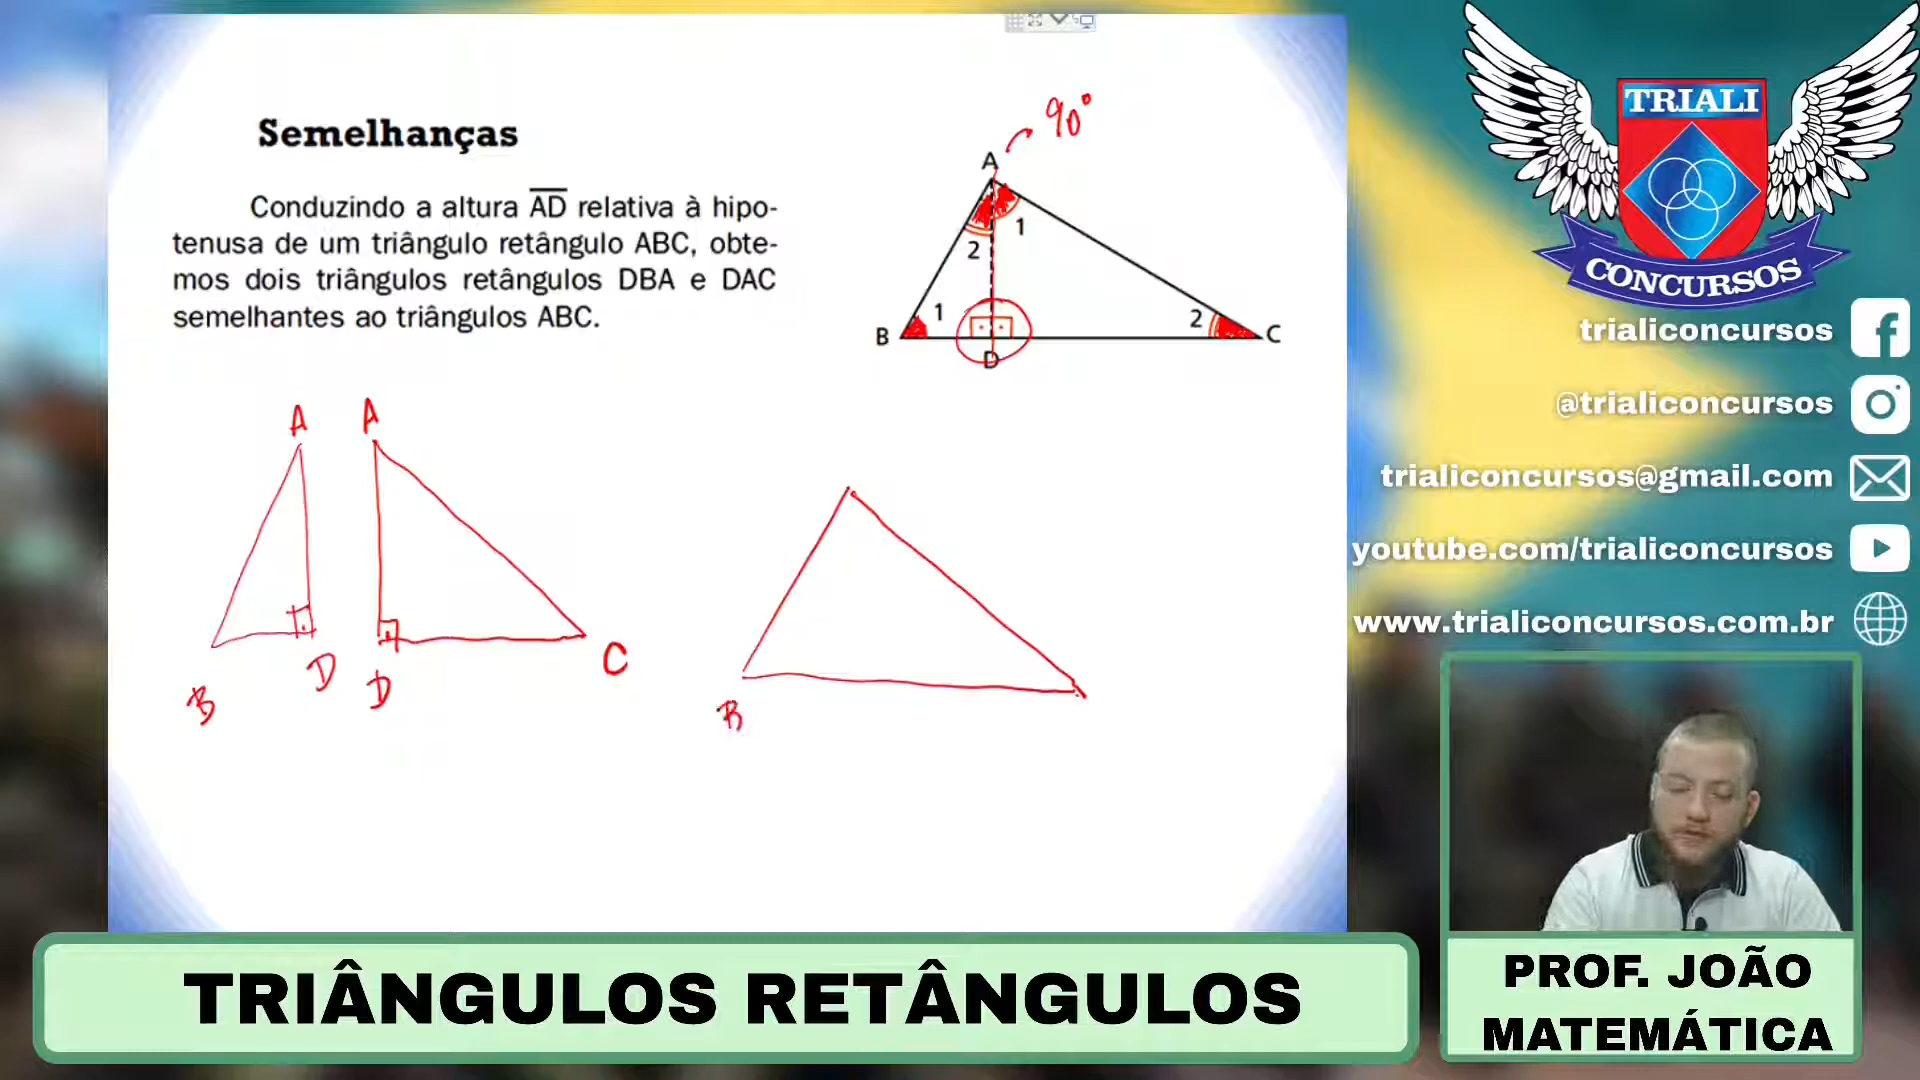 Semelhanças
Conduzindo a altura AD relativa à hipo-
tenusa de um triângulo retângulo ABC, obte-
mos dois triângulos retângulos DBA e DAC
semelhantes ao triângulos ABC.
90°
A
2
1
B
1
2
C
D
A
A
B
D
D
C
B
TRIALI
CONCURSOS
trialiconcursos
@trialiconcursos
trialiconcursos@gmail.com
youtube.com/trialiconcursos
www.trialiconcursos.com.br
TRIÂNGULOS RETÂNGULOS
PROF. JOÃO
MATEMÁTICA